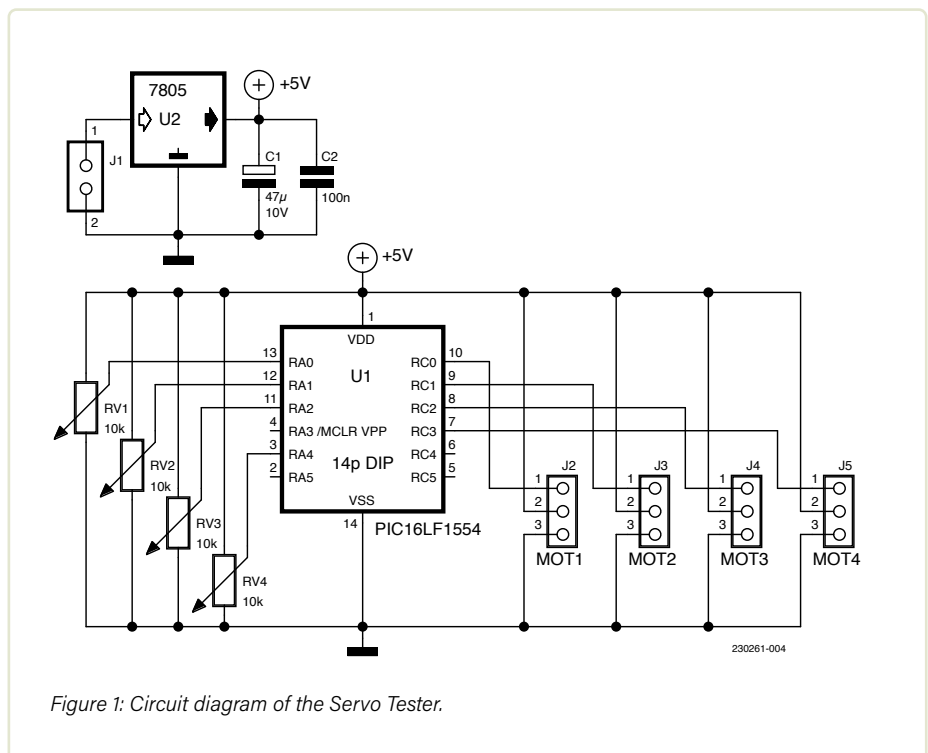 7805
U2
+5V
1
J1
2
C1
47µ
10V
C2
100n
+5V
1
VDD
U1
14p DIP
VSS
14
PIC16LF1554
13 RA0
12 RA1
11 RA2
4 RA3 /MCLR VPP
3 RA4
2 RA5
RC0 10
RC1 9
RC2 8
RC3 7
RC4 6
RC5 5
RV1
10k
RV2
10k
RV3
10k
RV4
10k
J2
1
2
3
MOT1
J3
1
2
3
MOT2
J4
1
2
3
MOT3
J5
1
2
3
MOT4
230261-004
Figure 1: Circuit diagram of the Servo Tester.